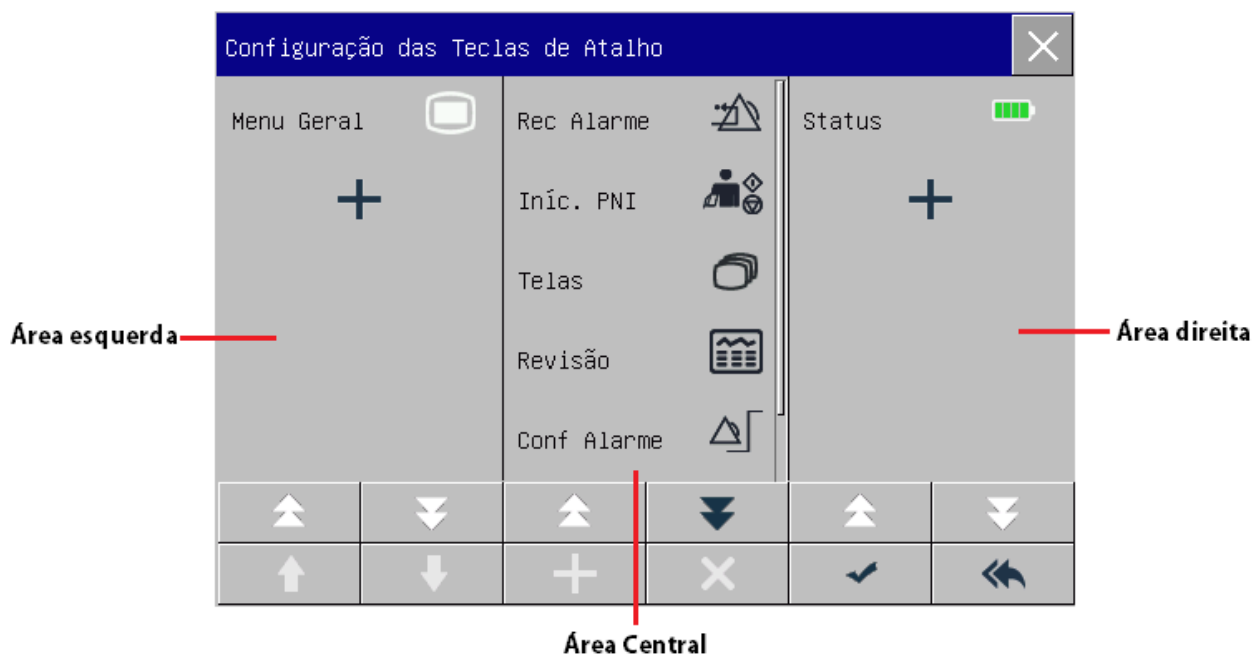 Configuração das Teclas de Atalho
Menu Geral
Rec Alarme
Status
Iníc. PNI
Telas
Área esquerda
Revisão
Área direita
Conf Alarme
Área Central